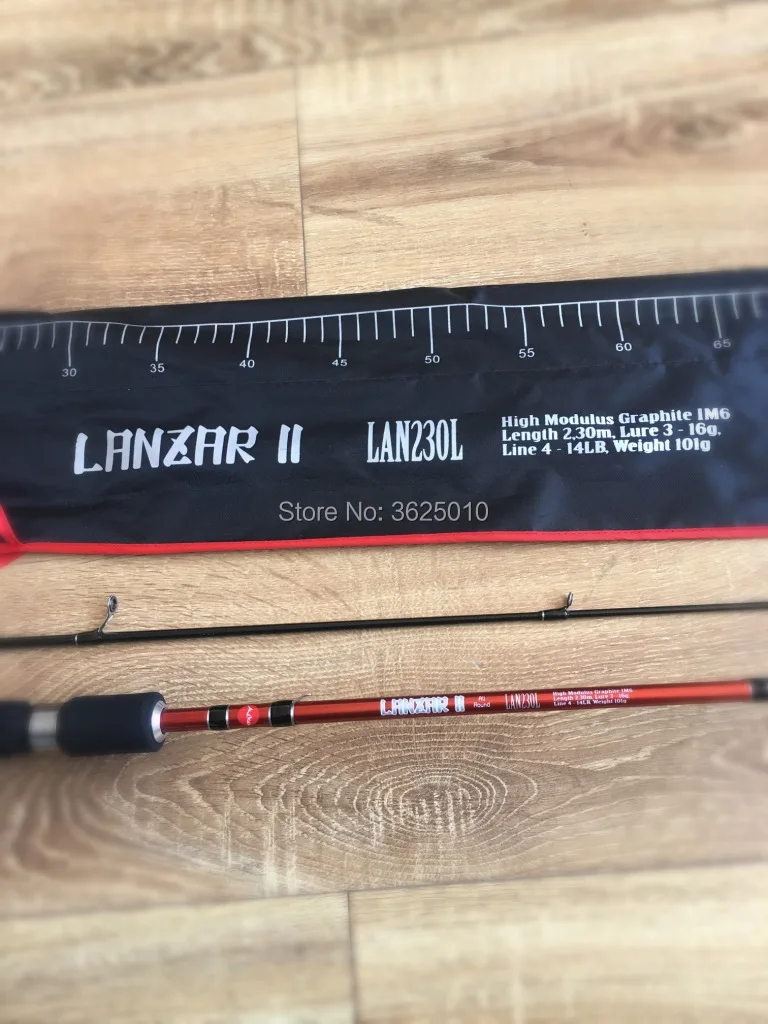 30 35 40 45 50 55 60 65
LANZAR II LAN230L
High Modulus Graphite IM6
Length 2.30m, Lure 3 - 16g,
Line 4 - 14LB, Weight 101g
Store No: 3625010
LANZAR II
All
Round
LAN230L
High Modulus Graphite IM6
Length 2.30m, Lure 3 - 16g,
Line 4 - 14LB, Weight 101g